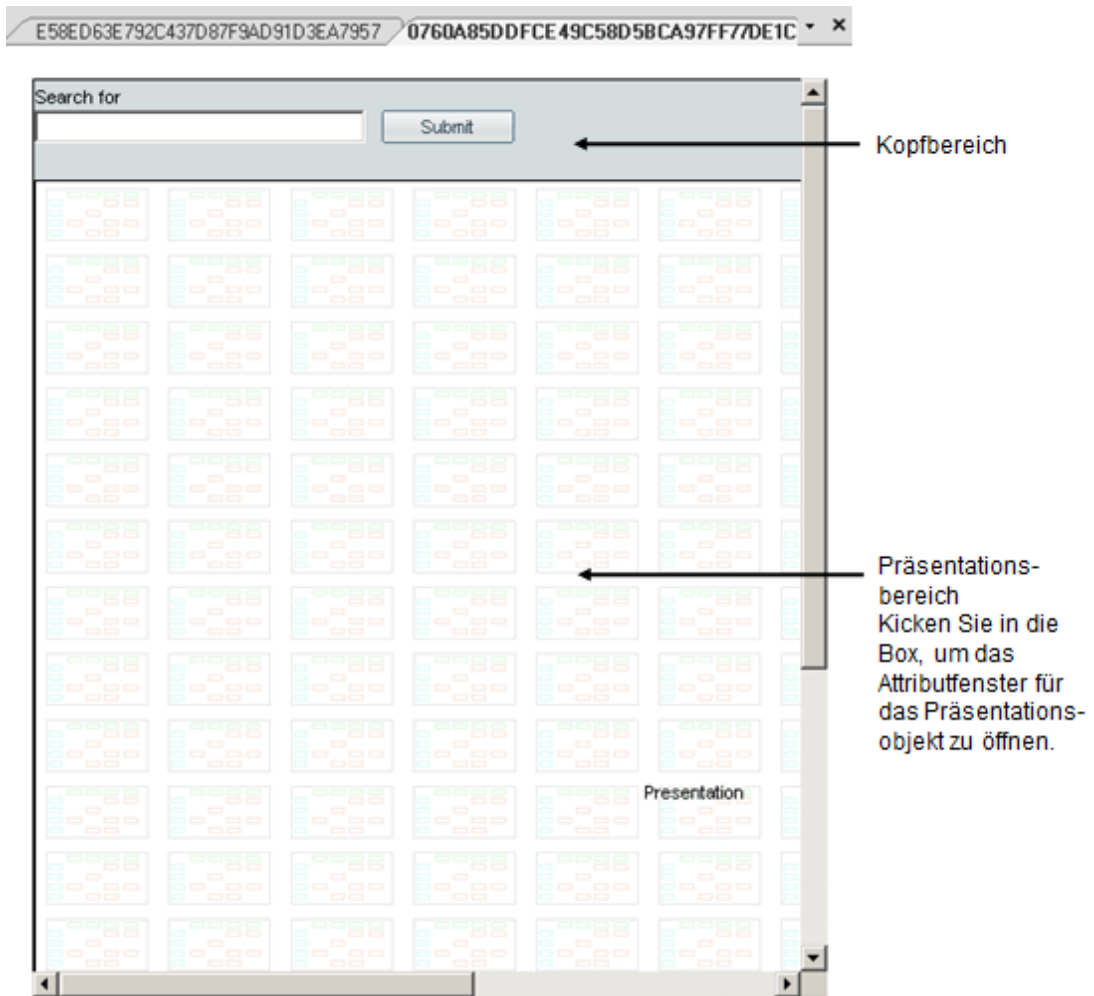 E58ED63E792C437D87F9AD91D3EA7957 0760A85DDFCE49C58D5BCA97FF77DE1C
Search for
Submit
Kopfbereich
Präsentations-
bereich
Kicken Sie in die
Box, um das
Attributfenster für
das Präsentations-
objekt zu öffnen.
Presentation